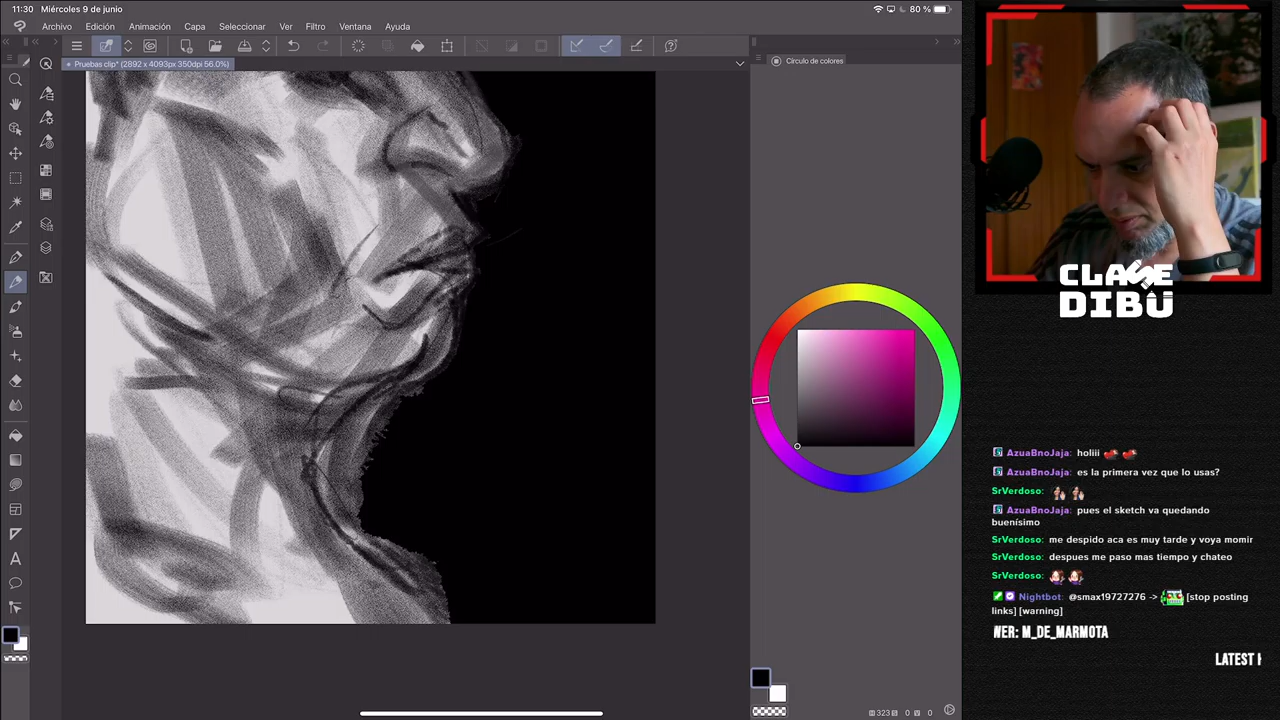 11:30 Miércoles 9 de junio
80 %
Archivo Edición Animación Capa Seleccionar Ver Filtro Ventana Ayuda
Pruebas clip* (2892 x 4093px 350dpi 56.0%)
Círculo de colores
A
CLASE
DIBU
AzuaBnoJaja: holiii
AzuaBnoJaja: es la primera vez que lo usas?
SrVerdoso:
AzuaBnoJaja: pues el sketch va quedando
buenísimo
SrVerdoso: me despido aca es muy tarde y voya momir
SrVerdoso: despues me paso mas tiempo y chateo
SrVerdoso:
Nightbot: @smax19727276 -> [stop posting
links] [warning]
WER: M_DE_MARMOTA
LATEST
323 0 0